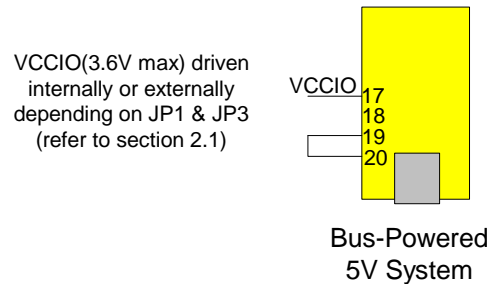 VCCIO(3.6V max) driven
internally or externally
depending on JP1 & JP3
(refer to section 2.1)
VCCIO
17
18
19
20
Bus-Powered
5V System